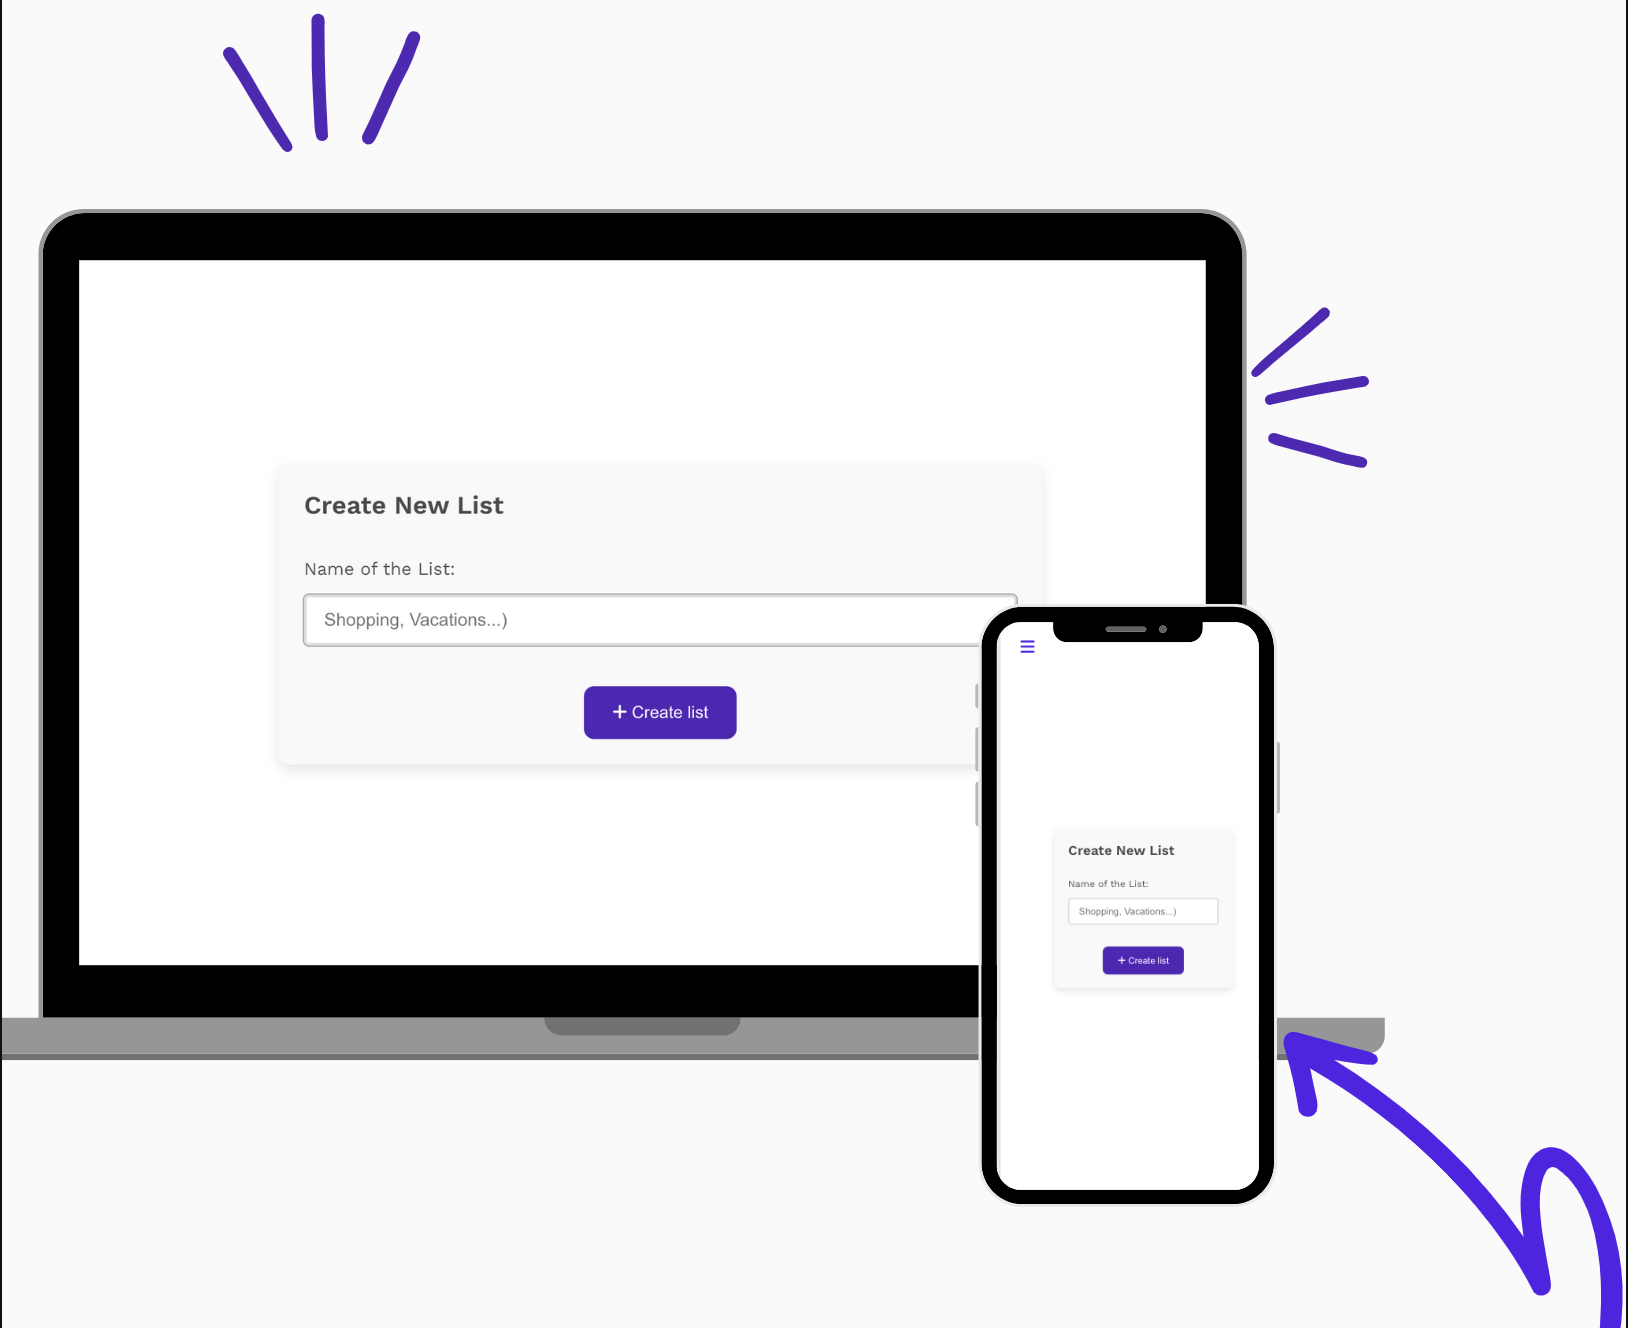 Create New List
Name of the List:
Shopping, Vacations...)
+ Create list
Create New List
Name of the List:
Shopping, Vacations...)
+ Create list